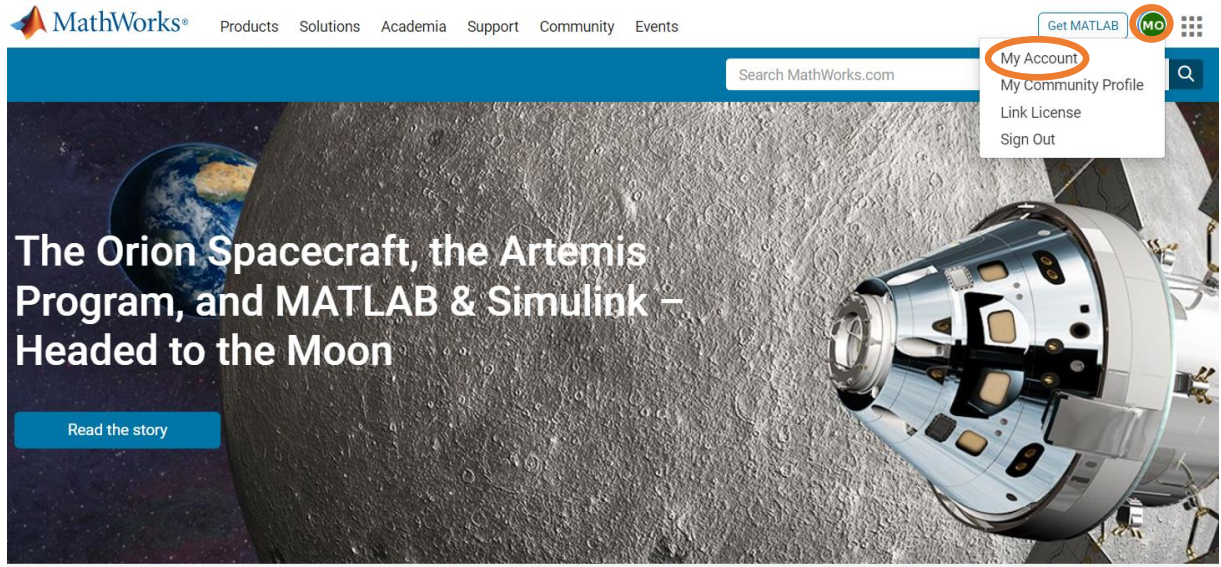 MathWorks®
Products Solutions Academia Support Community Events
Get MATLAB
MO
My Account
My Community Profile
Link License
Sign Out
Search MathWorks.com
The Orion Spacecraft, the Artemis
Program, and MATLAB & Simulink –
Headed to the Moon
Read the story